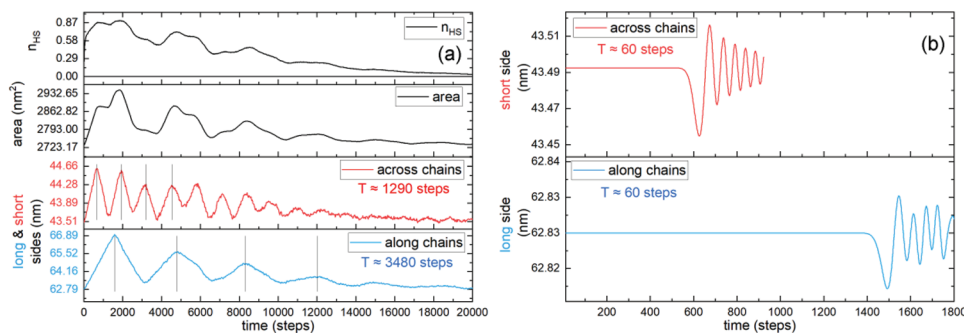 0.87
0.58
0.29
0.00
n_HS
n_HS
(a)
2932.65
2862.82
2793.00
2723.17
area (nm²)
area
44.66
44.28
43.89
43.51
across chains
T ≈ 1290 steps
long & short
sides (nm)
66.89
65.52
64.16
62.79
along chains
T ≈ 3480 steps
0 2000 4000 6000 8000 10000 12000 14000 16000 18000 20000
time (steps)
43.51
43.49
43.47
43.45
short side
(nm)
across chains
T ≈ 60 steps
(b)
62.84
62.83
62.82
long side
(nm)
along chains
T ≈ 60 steps
0 200 400 600 800 1000 1200 1400 1600 1800
time (steps)